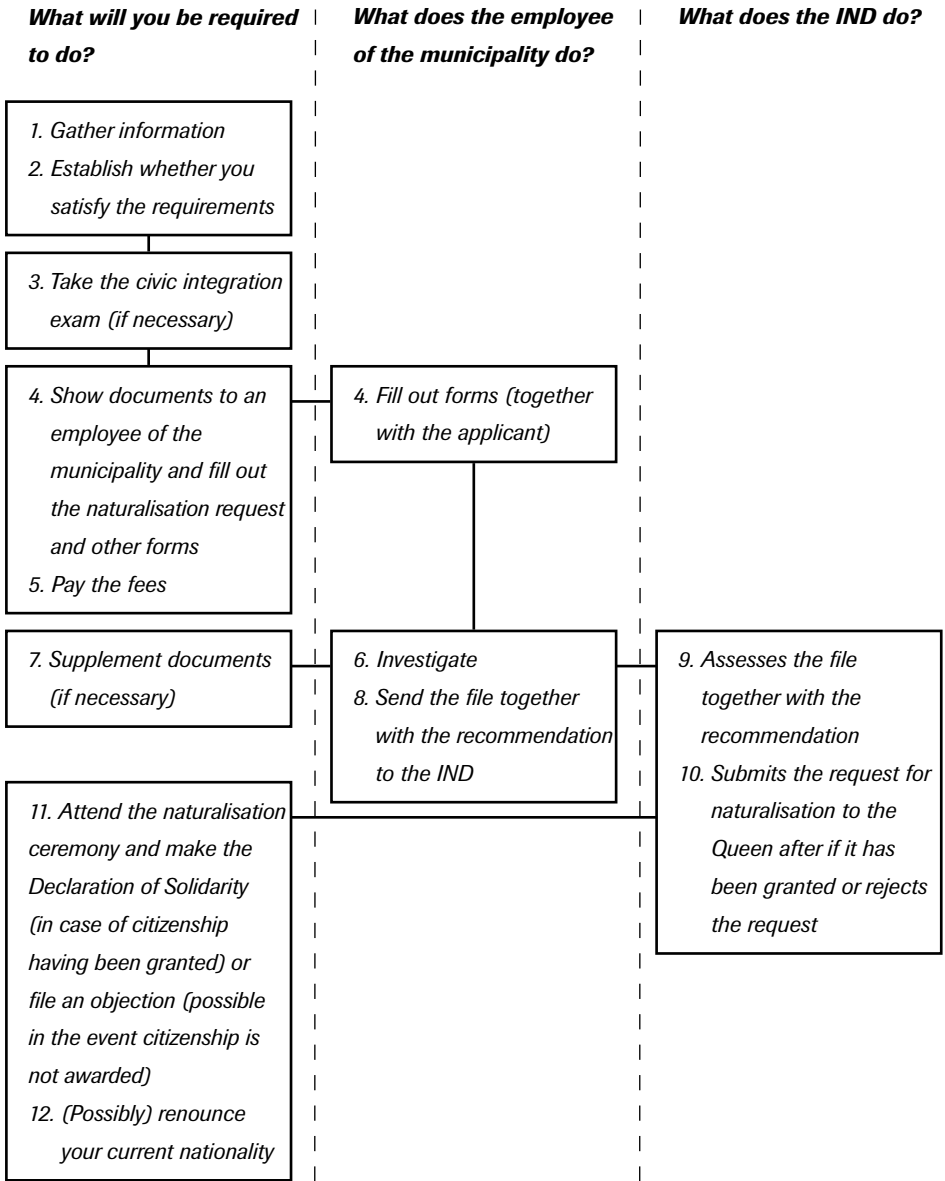 What will you be required
to do?
What does the employee
of the municipality do?
What does the IND do?
1. Gather information
2. Establish whether you
satisfy the requirements
3. Take the civic integration
exam (if necessary)
4. Show documents to an
employee of the
municipality and fill out
the naturalisation request
and other forms
5. Pay the fees
4. Fill out forms (together
with the applicant)
7. Supplement documents
(if necessary)
6. Investigate
8. Send the file together
with the recommendation
to the IND
9. Assesses the file
together with the
recommendation
10. Submits the request for
naturalisation to the
Queen after if it has
been granted or rejects
the request
11. Attend the naturalisation
ceremony and make the
Declaration of Solidarity
(in case of citizenship
having been granted) or
file an objection (possible
in the event citizenship is
not awarded)
12. (Possibly) renounce
your current nationality